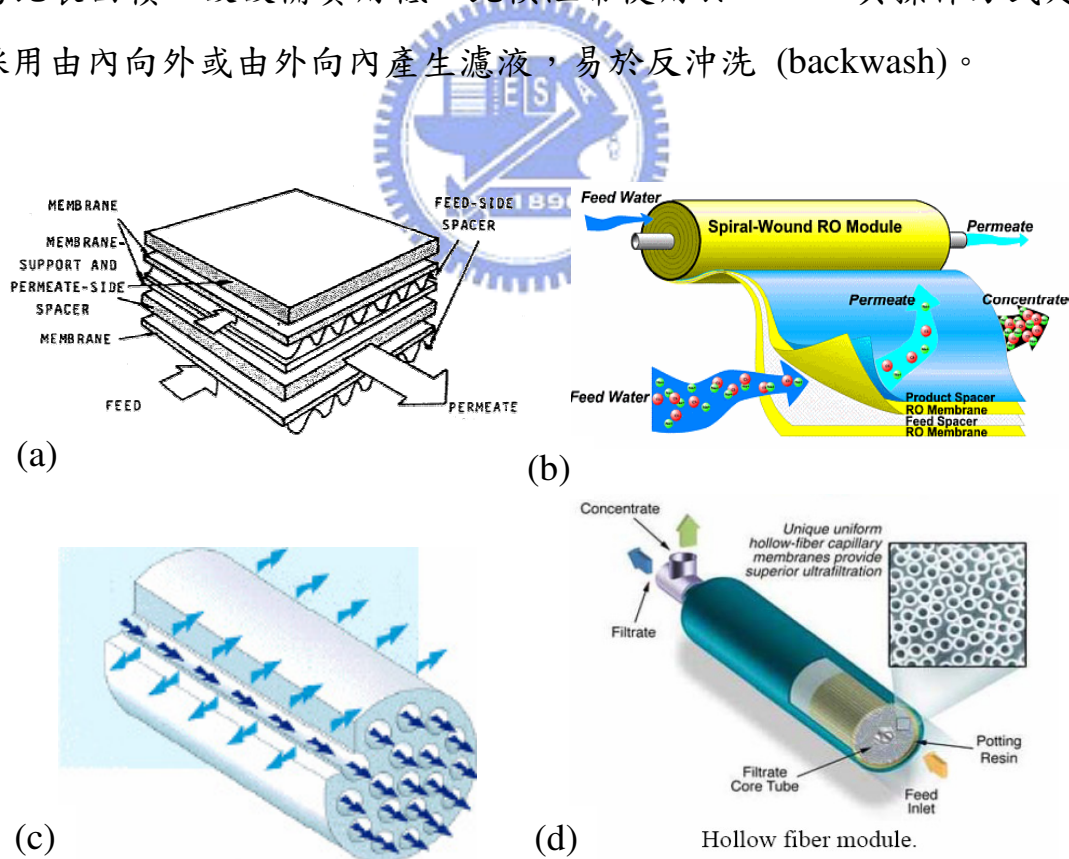 採用由內向外或由外向內產生濾液，易於反沖洗 (backwash)。
ES
1896
MEMBRANE
MEMBRANE-
SUPPORT AND
PERMEATE-SIDE
SPACER
MEMBRANE
FEED
FEED-SIDE
SPACER
PERMEATE
(a)
Feed Water
Spiral-Wound RO Module
Permeate
Permeate
Concentrate
Feed Water
Product Spacer
RO Membrane
Feed Spacer
RO Membrane
(b)
(c)
Concentrate
Unique uniform
hollow-fiber capillary
membranes provide
superior ultrafiltration
Filtrate
Filtrate
Core Tube
Potting
Resin
Feed
Inlet
(d)
Hollow fiber module.